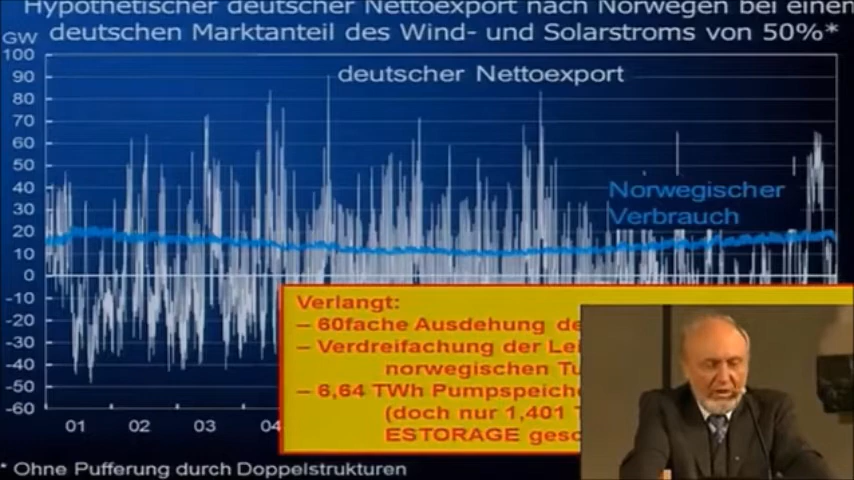 Hypothetischer deutscher Nettoexport nach Norwegen bei einem
deutschen Marktanteil des Wind- und Solarstroms von 50%*
GW
100
90
deutscher Nettoexport
80
70
60
50
40
Norwegischer
30
Verbrauch
20
10
0
-10
Verlangt:
-20
– 60fache Ausdehung de
-30
– Verdreifachung der Lei
norwegischen Tu
-40
– 6,64 TWh Pumpspeiche
-50
(doch nur 1,401 T
-60
ESTORAGE gesc
01 02 03 04
* Ohne Pufferung durch Doppelstrukturen